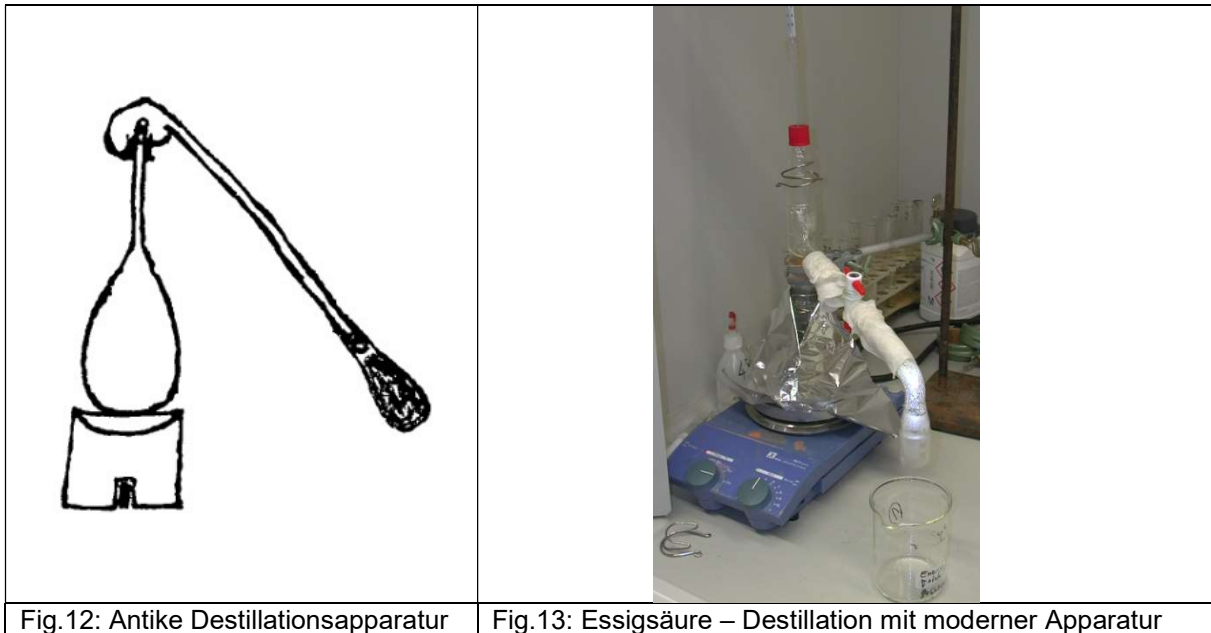 Fig.12: Antike Destillationsapparatur
Fig.13: Essigsäure – Destillation mit moderner Apparatur